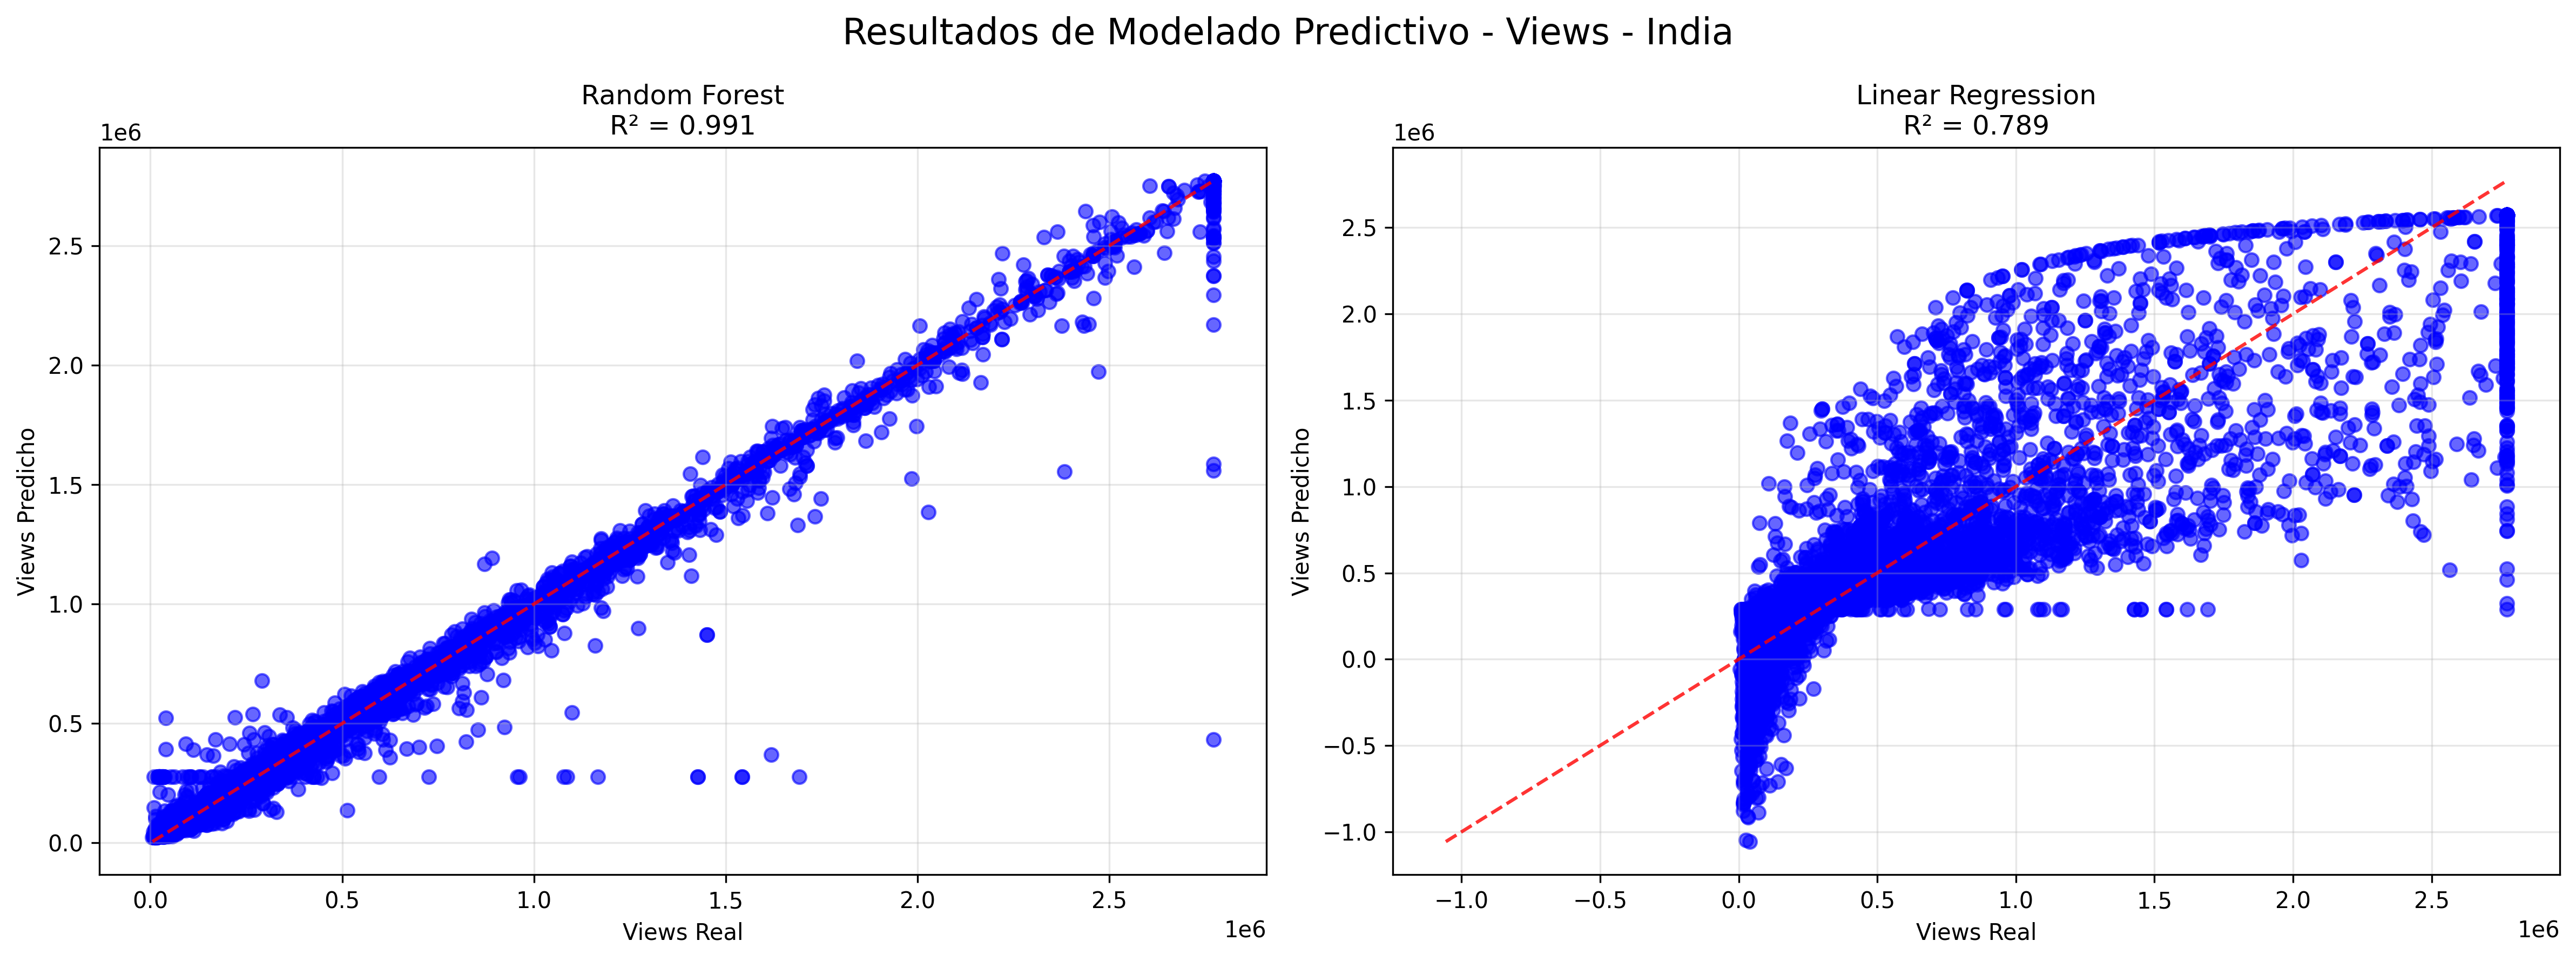 Resultados de Modelado Predictivo - Views - India
Random Forest
R² = 0.991
1e6
Views Predicho
2.5
2.0
1.5
1.0
0.5
0.0
0.0 0.5 1.0 1.5 2.0 2.5
1e6
Views Real
Linear Regression
R² = 0.789
1e6
Views Predicho
2.5
2.0
1.5
1.0
0.5
0.0
−0.5
−1.0
−1.0 −0.5 0.0 0.5 1.0 1.5 2.0 2.5
1e6
Views Real